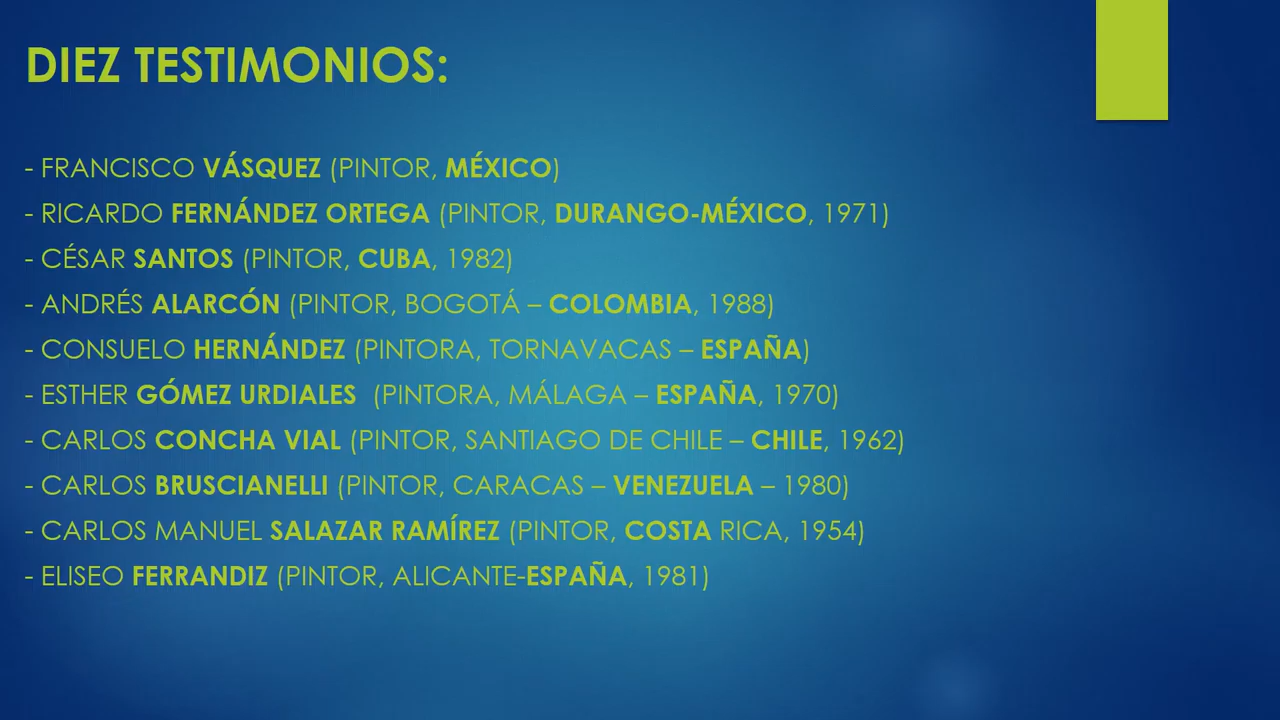 DIEZ TESTIMONIOS:
- FRANCISCO VÁSQUEZ (PINTOR, MÉXICO)
- RICARDO FERNÁNDEZ ORTEGA (PINTOR, DURANGO-MÉXICO, 1971)
- CÉSAR SANTOS (PINTOR, CUBA, 1982)
- ANDRÉS ALARCÓN (PINTOR, BOGOTÁ – COLOMBIA, 1988)
- CONSUELO HERNÁNDEZ (PINTORA, TORNAVACAS – ESPAÑA)
- ESTHER GÓMEZ URDIALES  (PINTORA, MÁLAGA – ESPAÑA, 1970)
- CARLOS CONCHA VIAL (PINTOR, SANTIAGO DE CHILE – CHILE, 1962)
- CARLOS BRUSCIANELLI (PINTOR, CARACAS – VENEZUELA – 1980)
- CARLOS MANUEL SALAZAR RAMÍREZ (PINTOR, COSTA RICA, 1954)
- ELISEO FERRANDIZ (PINTOR, ALICANTE-ESPAÑA, 1981)